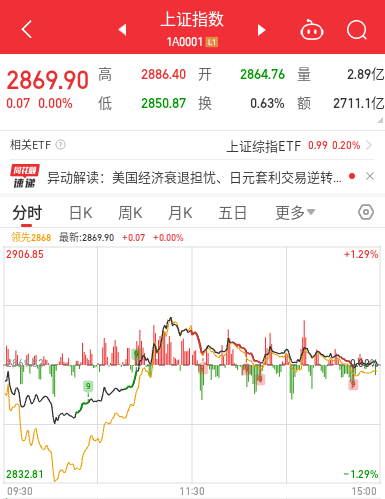 上证指数
1A0001 L1
2869.90 高 2886.40 开 2864.76 量 2.89亿
0.07 0.00% 低 2850.87 换 0.63% 额 2711.1亿
相关ETF ? 上证综指ETF 0.99 0.20%
同花顺 速递 异动解读：美国经济衰退担忧、日元套利交易逆转...
分时 日K 周K 月K 五日 更多
领先2868 最新:2869.90 +0.07 +0.00%
2906.85 +1.29%
9
2832.81 -1.29%
09:30 11:30 15:00